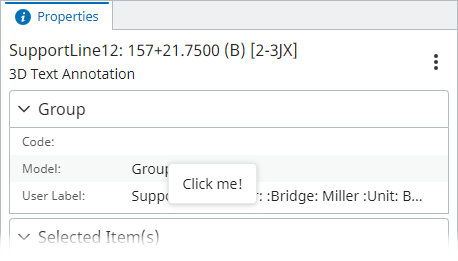 Properties
SupportLine12: 157+21.7500 (B) [2-3JX]
3D Text Annotation
Group
Code:
Model: Group
User Label: Suppo r: :Bridge: Miller :Unit: B...
Click me!
Selected Item(s)